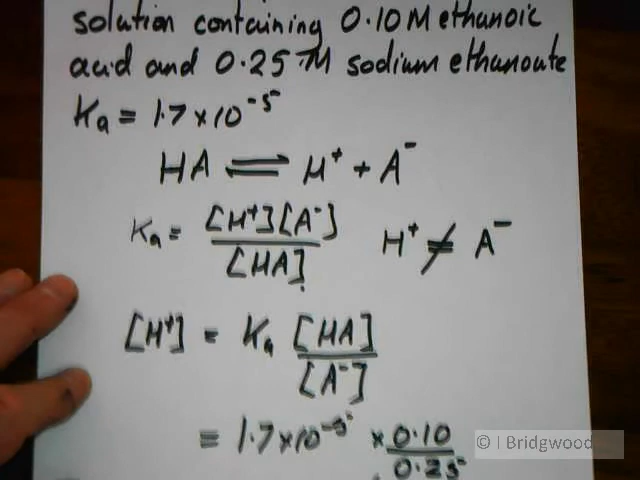 solution containing 0.10 M ethanoic
acid and 0.25 M sodium ethanoate
Ka = 1.7 x 10⁻⁵
HA ⇌ H⁺ + A⁻
Ka = [H⁺][A⁻] / [HA] H⁺ ≠ A⁻
[H⁺] = Ka [HA] / [A⁻]
= 1.7 x 10⁻⁵ x 0.10 / 0.25
© I Bridgwood